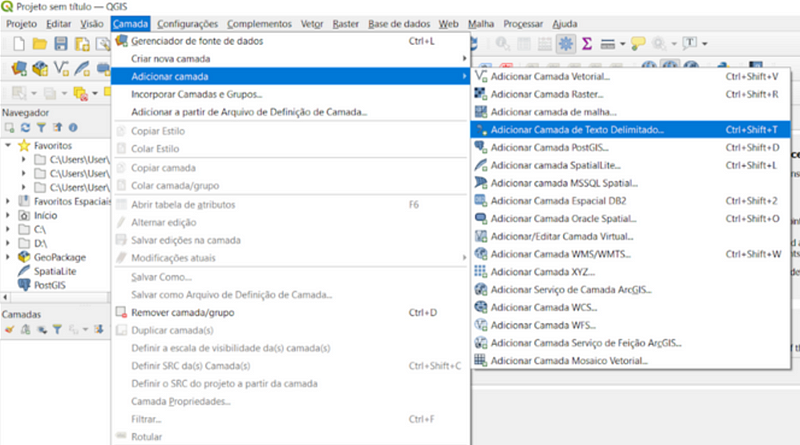 Projeto sem título — QGIS
Projeto Editar Visão Camada Configurações Complementos Vetor Raster Base de dados Web Malha Processar Ajuda
Gerenciador de fonte de dados Ctrl+L
Criar nova camada
Adicionar camada
Incorporar Camadas e Grupos...
Adicionar a partir de Arquivo de Definição de Camada...
Copiar Estilo
Colar Estilo
Copiar camada
Colar camada/grupo
Abrir tabela de atributos F6
Alternar edição
Salvar edições na camada
Modificações atuais
Salvar Como...
Salvar como Arquivo de Definição de Camada...
Remover camada/grupo Ctrl+D
Duplicar camada(s)
Definir a escala de visibilidade da(s) camada(s)
Definir SRC da(s) Camada(s) Ctrl+Shift+C
Definir o SRC do projeto a partir da camada
Camada Propriedades...
Filtrar... Ctrl+F
Rotular
Adicionar Camada Vetorial... Ctrl+Shift+V
Adicionar Camada Raster... Ctrl+Shift+R
Adicionar camada de malha...
Adicionar Camada de Texto Delimitado... Ctrl+Shift+T
Adicionar Camada PostGIS... Ctrl+Shift+D
Adicionar camada SpatialLite... Ctrl+Shift+L
Adicionar camada MSSQL Spatial...
Adicionar Camada Espacial DB2 Ctrl+Shift+2
Adicionar Camada Oracle Spatial... Ctrl+Shift+O
Adicionar/Editar Camada Virtual...
Adicionar Camada WMS/WMTS... Ctrl+Shift+W
Adicionar Camada XYZ...
Adicionar Serviço de Camada ArcGIS...
Adicionar Camada WCS...
Adicionar Camada WFS...
Adicionar Camada Serviço de Feição ArcGIS...
Adicionar Camada Mosaico Vetorial...
Navegador
Favoritos
C:\Users\User/
C:\Users\User/
C:\Users\User/
Favoritos Espaciais
Início
C:\
D:\
GeoPackage
SpatiaLite
PostGIS
Camadas